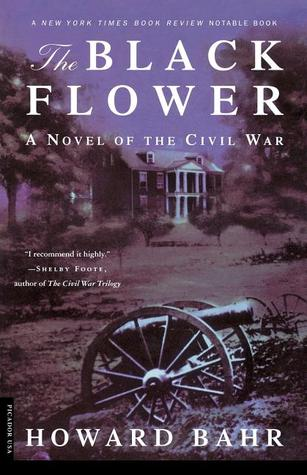 A NEW YORK TIMES BOOK REVIEW NOTABLE BOOK
The BLACK
FLOWER
A NOVEL OF THE CIVIL WAR
"I recommend it highly."
—SHELBY FOOTE,
author of The Civil War Trilogy
PICADOR USA
HOWARD BAHR